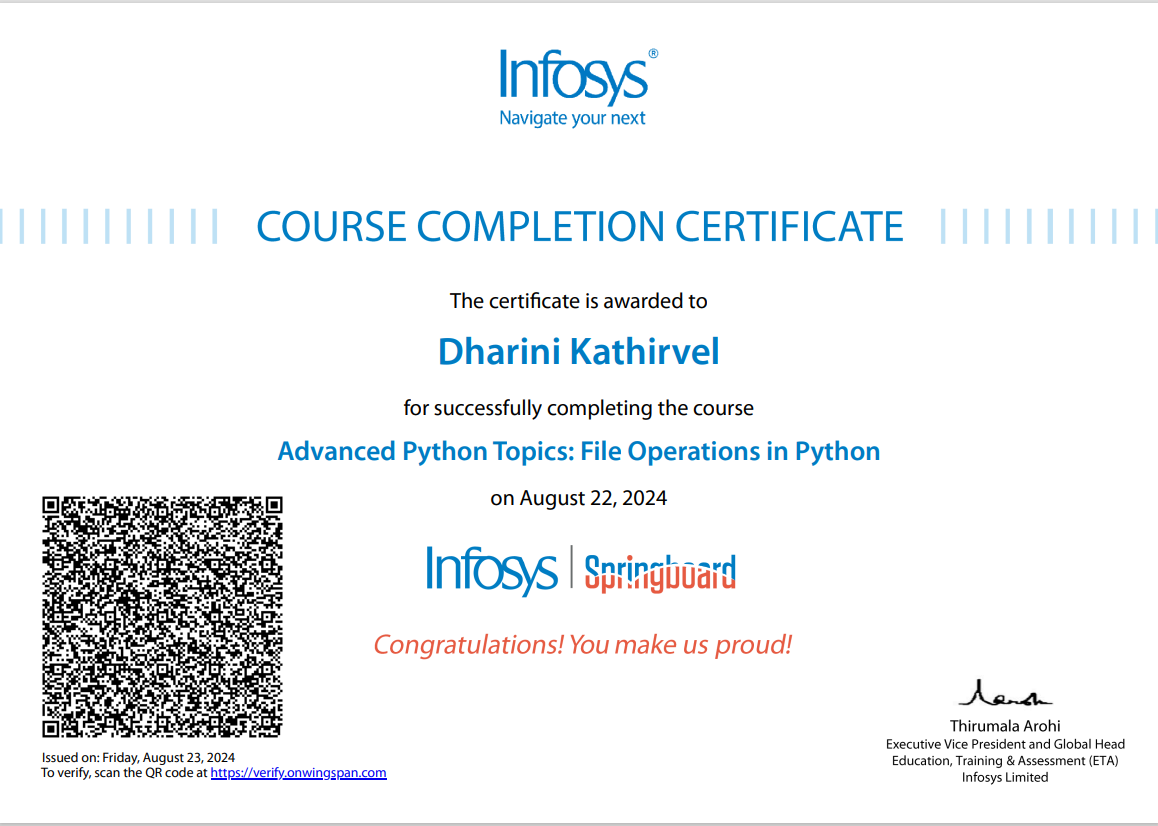 Infosys®
Navigate your next
COURSE COMPLETION CERTIFICATE
The certificate is awarded to
Dharini Kathirvel
for successfully completing the course
Advanced Python Topics: File Operations in Python
on August 22, 2024
Infosys | Springboard
Congratulations! You make us proud!
Thirumala Arohi
Executive Vice President and Global Head
Education, Training & Assessment (ETA)
Infosys Limited
Issued on: Friday, August 23, 2024
To verify, scan the QR code at https://verify.onwingspan.com